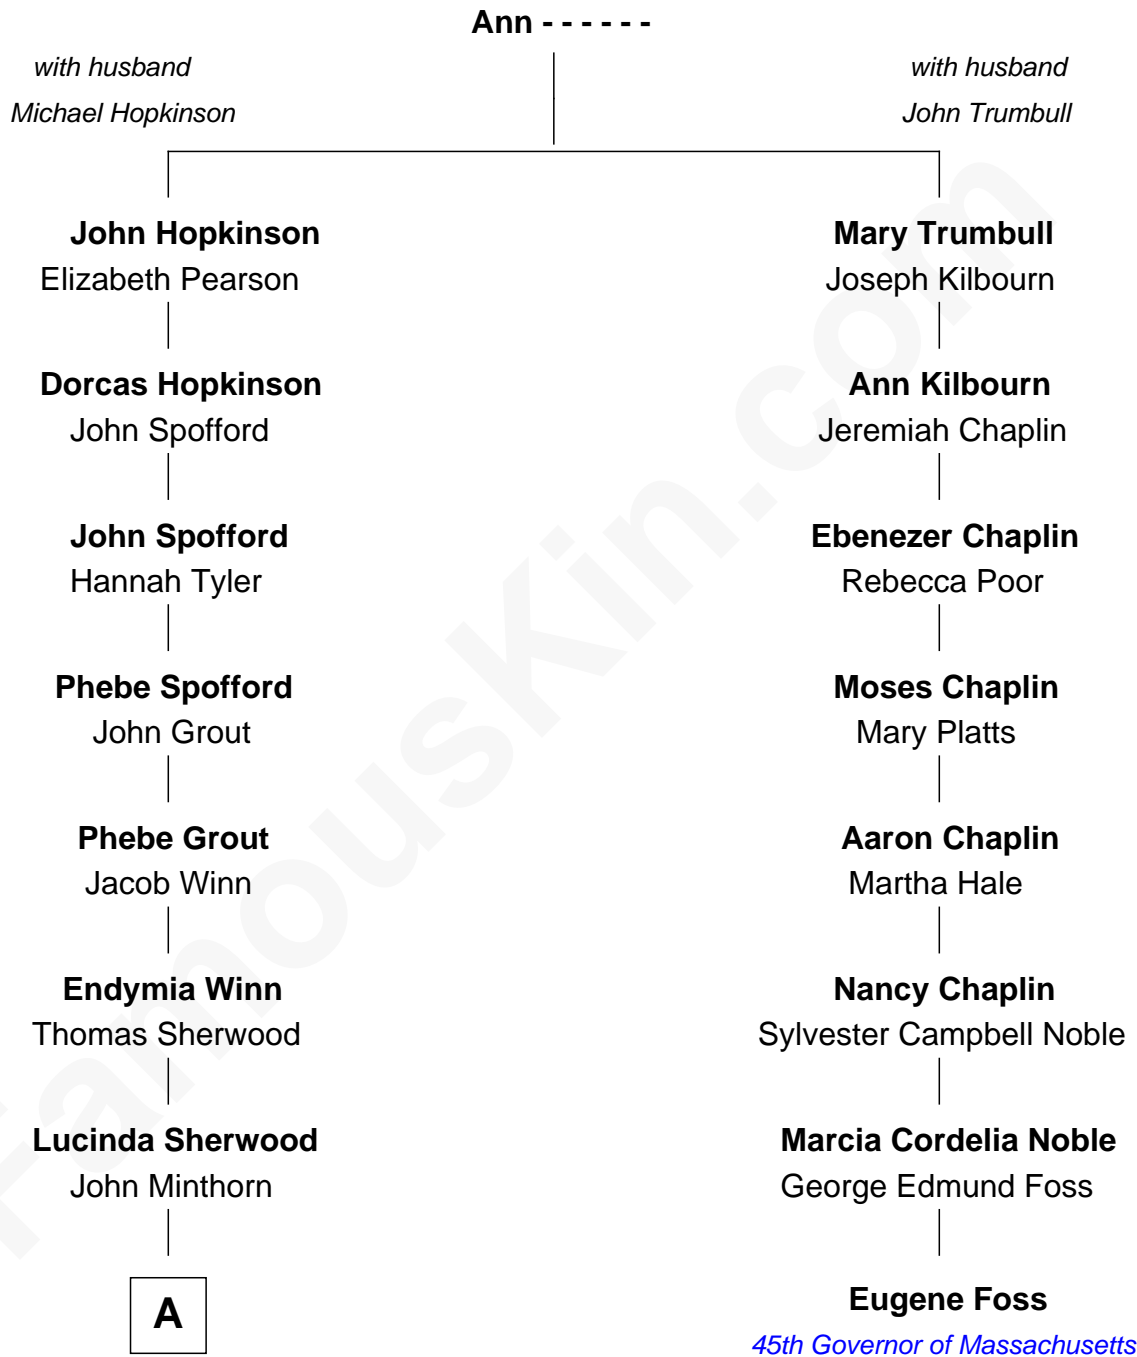 Ann - - - - - -
with husband
Michael Hopkinson
with husband
John Trumbull
John Hopkinson
Elizabeth Pearson
Mary Trumbull
Joseph Kilbourn
Dorcas Hopkinson
John Spofford
Ann Kilbourn
Jeremiah Chaplin
John Spofford
Hannah Tyler
Ebenezer Chaplin
Rebecca Poor
Phebe Spofford
John Grout
Moses Chaplin
Mary Platts
Phebe Grout
Jacob Winn
Aaron Chaplin
Martha Hale
Endymia Winn
Thomas Sherwood
Nancy Chaplin
Sylvester Campbell Noble
Lucinda Sherwood
John Minthorn
Marcia Cordelia Noble
George Edmund Foss
A
Eugene Foss
45th Governor of Massachusetts
FamousKin.com